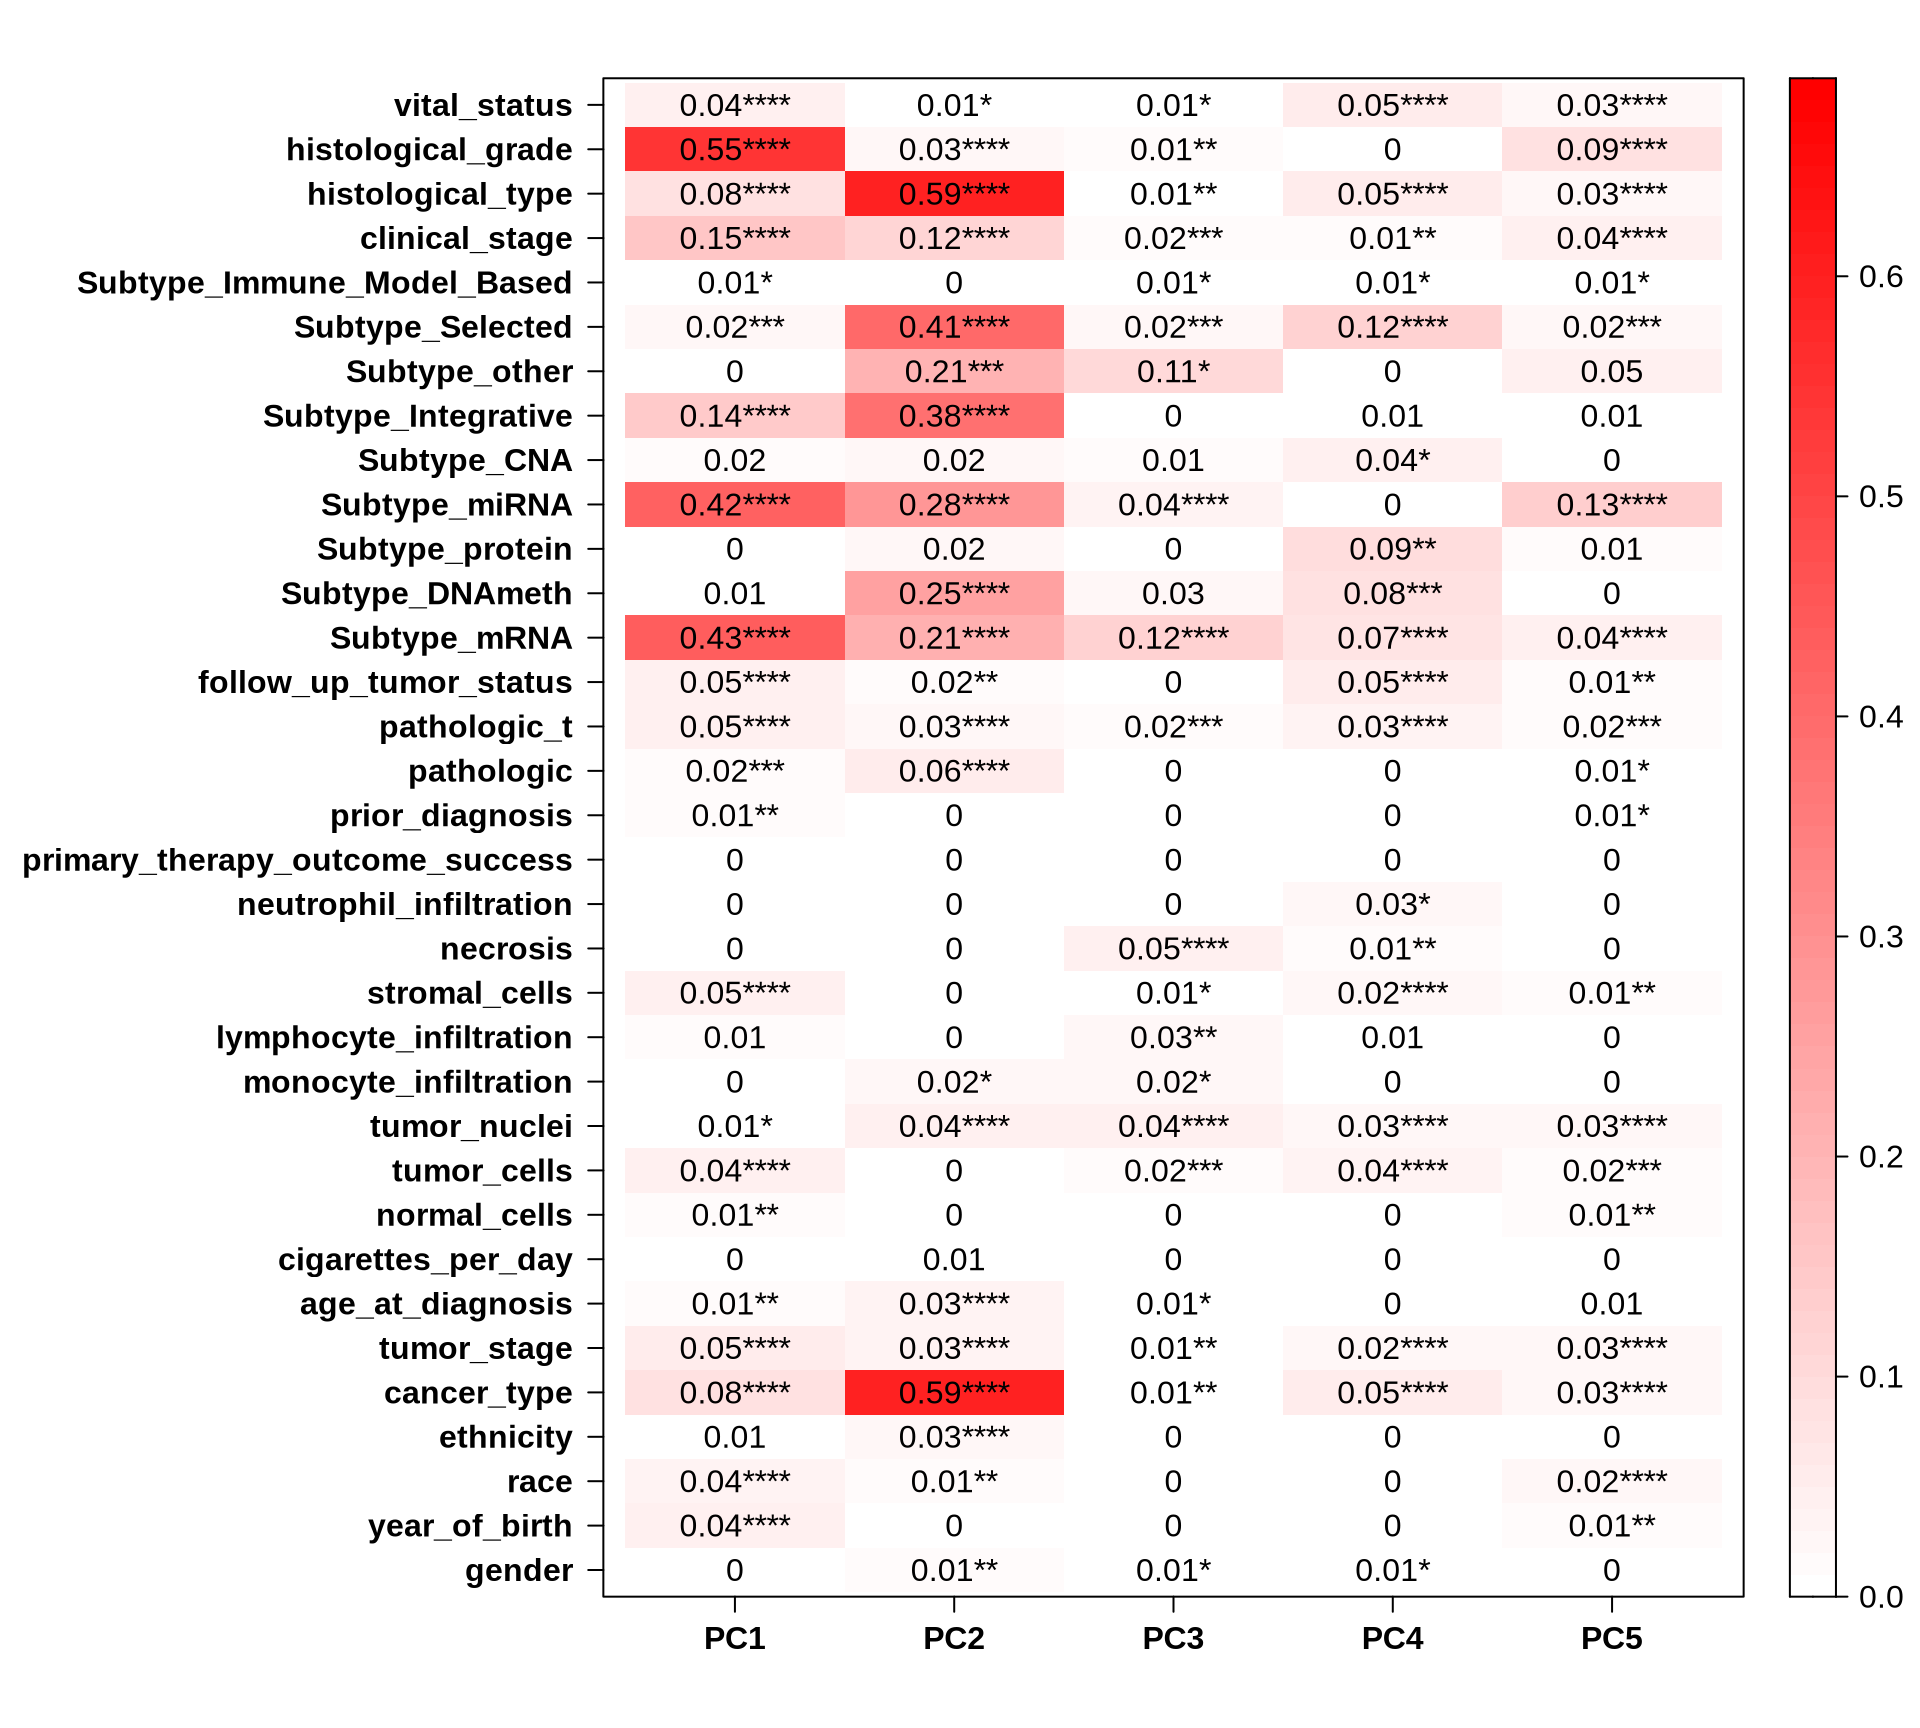 vital_status 0.04**** 0.01* 0.01* 0.05**** 0.03****
histological_grade 0.55**** 0.03**** 0.01** 0 0.09****
histological_type 0.08**** 0.59**** 0.01** 0.05**** 0.03****
clinical_stage 0.15**** 0.12**** 0.02*** 0.01** 0.04****
Subtype_Immune_Model_Based 0.01* 0 0.01* 0.01* 0.01*
0.6
Subtype_Selected 0.02*** 0.41**** 0.02*** 0.12**** 0.02***
Subtype_other 0 0.21*** 0.11* 0 0.05
Subtype_Integrative 0.14**** 0.38**** 0 0.01 0.01
Subtype_CNA 0.02 0.02 0.01 0.04* 0
0.5
Subtype_miRNA 0.42**** 0.28**** 0.04**** 0 0.13****
Subtype_protein 0 0.02 0 0.09** 0.01
Subtype_DNAmeth 0.01 0.25**** 0.03 0.08*** 0
Subtype_mRNA 0.43**** 0.21**** 0.12**** 0.07**** 0.04****
follow_up_tumor_status 0.05**** 0.02** 0 0.05**** 0.01**
0.4
pathologic_t 0.05**** 0.03**** 0.02*** 0.03**** 0.02***
pathologic 0.02*** 0.06**** 0 0 0.01*
prior_diagnosis 0.01** 0 0 0 0.01*
primary_therapy_outcome_success 0 0 0 0 0
neutrophil_infiltration 0 0 0 0.03* 0
0.3
necrosis 0 0 0.05**** 0.01** 0
stromal_cells 0.05**** 0 0.01* 0.02**** 0.01**
lymphocyte_infiltration 0.01 0 0.03** 0.01 0
monocyte_infiltration 0 0.02* 0.02* 0 0
tumor_nuclei 0.01* 0.04**** 0.04**** 0.03**** 0.03****
0.2
tumor_cells 0.04**** 0 0.02*** 0.04**** 0.02***
normal_cells 0.01** 0 0 0 0.01**
cigarettes_per_day 0 0.01 0 0 0
age_at_diagnosis 0.01** 0.03**** 0.01* 0 0.01
tumor_stage 0.05**** 0.03**** 0.01** 0.02**** 0.03****
0.1
cancer_type 0.08**** 0.59**** 0.01** 0.05**** 0.03****
ethnicity 0.01 0.03**** 0 0 0
race 0.04**** 0.01** 0 0 0.02****
year_of_birth 0.04**** 0 0 0 0.01**
gender 0 0.01** 0.01* 0.01* 0
0.0
PC1 PC2 PC3 PC4 PC5